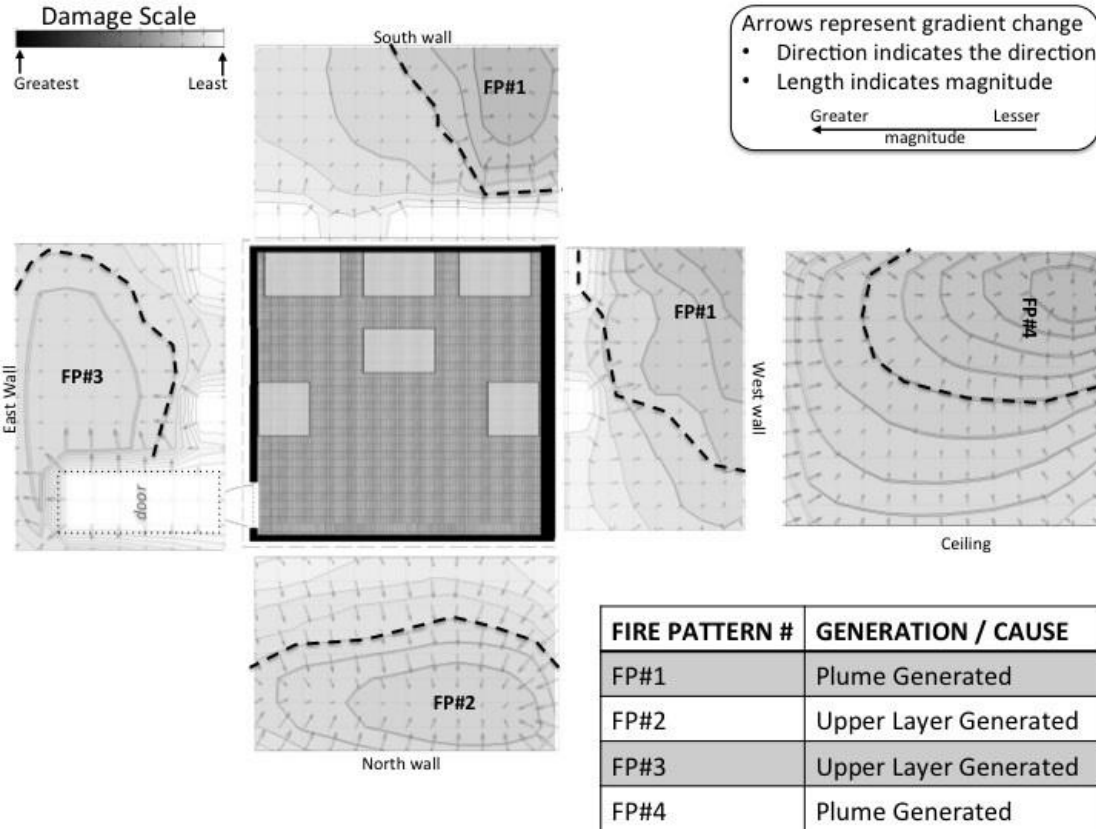 Damage Scale
Greatest Least
Arrows represent gradient change
• Direction indicates the direction
• Length indicates magnitude
Greater Lesser
magnitude
South wall
FP#1
East Wall
FP#3
door
FP#1
West wall
FP#4
Ceiling
FP#2
North wall
FIRE PATTERN # GENERATION / CAUSE
FP#1 Plume Generated
FP#2 Upper Layer Generated
FP#3 Upper Layer Generated
FP#4 Plume Generated